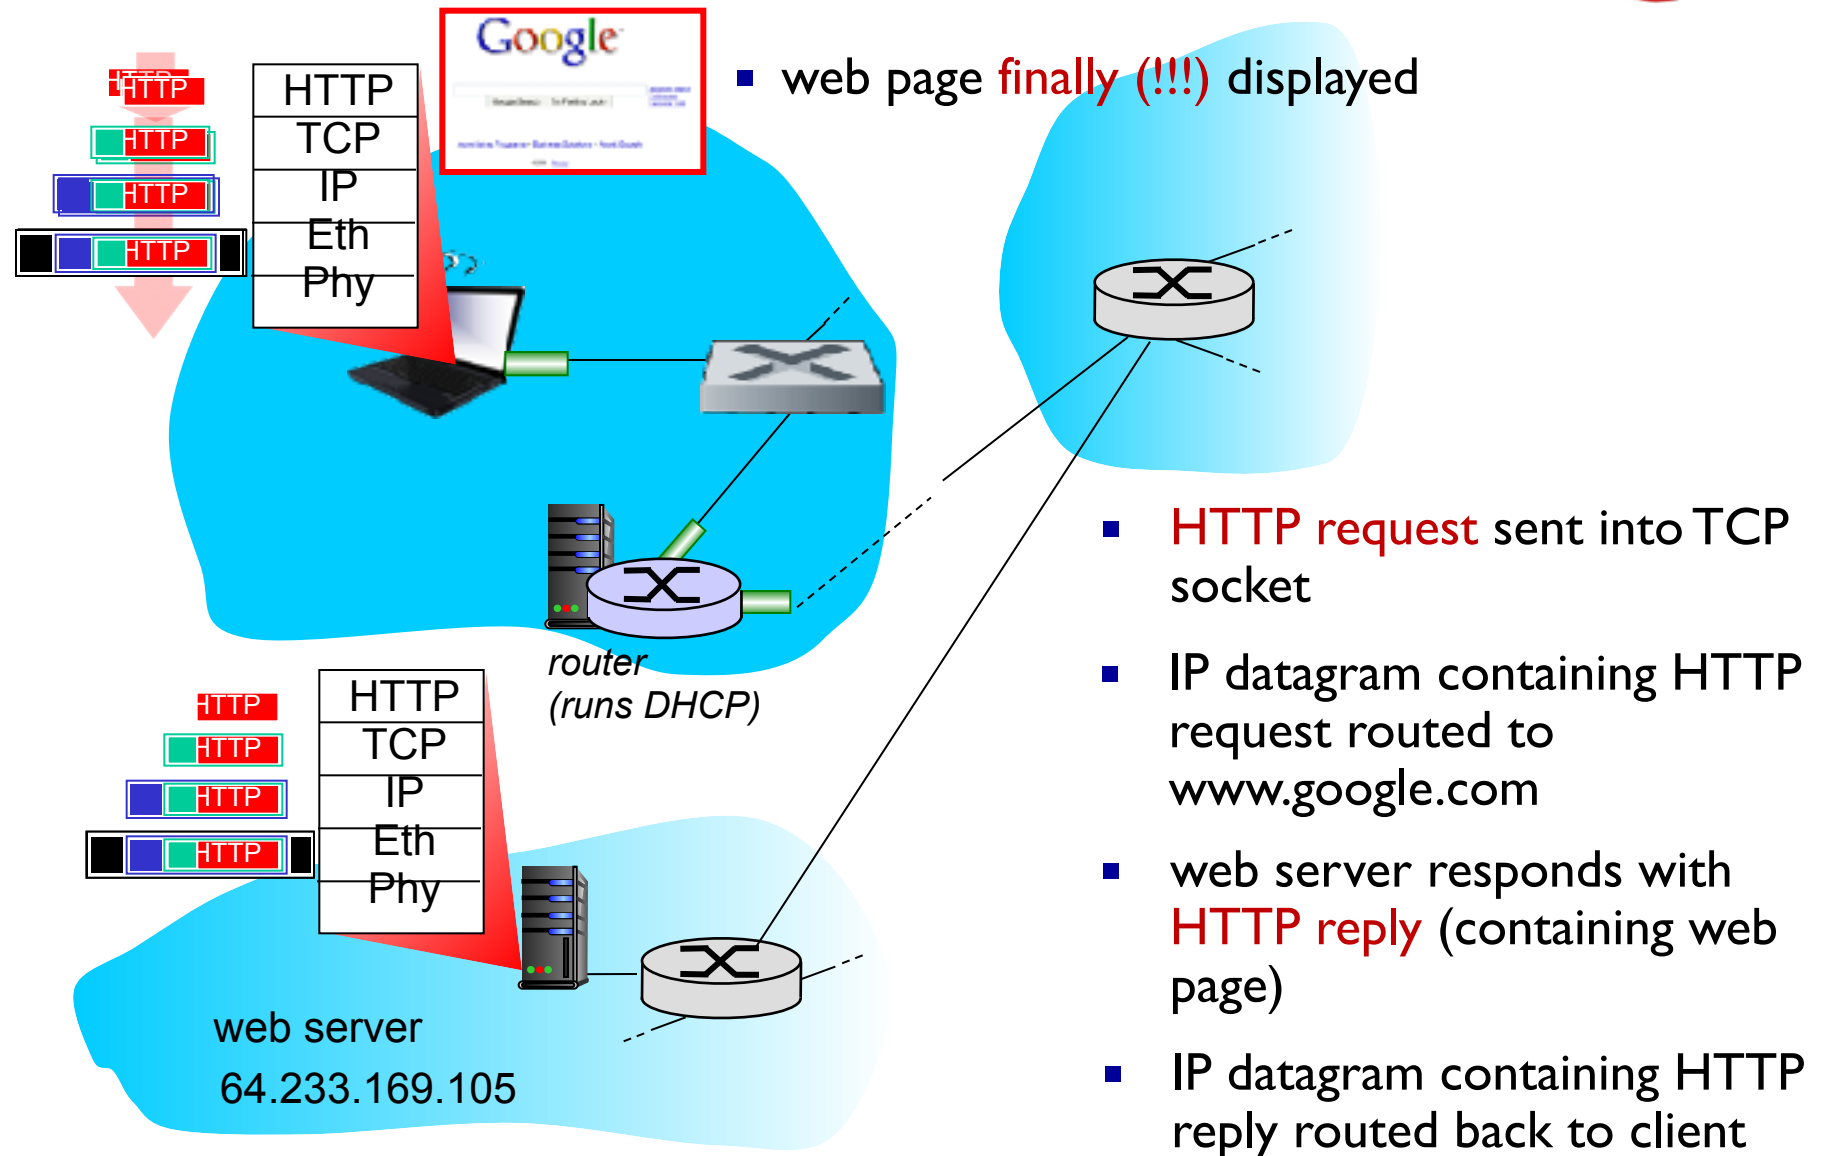 Google
web page finally (!!!) displayed
HTTP
HTTP
HTTP
HTTP
HTTP
HTTP
TCP
IP
Eth
Phy
router
(runs DHCP)
HTTP
HTTP
HTTP
HTTP
HTTP
TCP
IP
Eth
Phy
web server
64.233.169.105
HTTP request sent into TCP
socket
IP datagram containing HTTP
request routed to
www.google.com
web server responds with
HTTP reply (containing web
page)
IP datagram containing HTTP
reply routed back to client